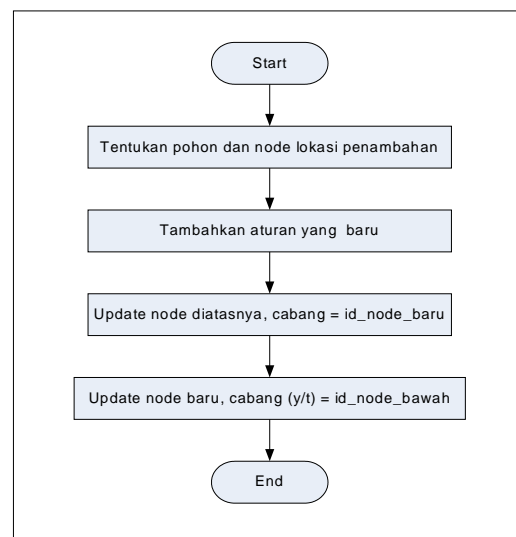 Start
Tentukan pohon dan node lokasi penambahan
Tambahkan aturan yang baru
Update node diatasnya, cabang = id_node_baru
Update node baru, cabang (y/t) = id_node_bawah
End